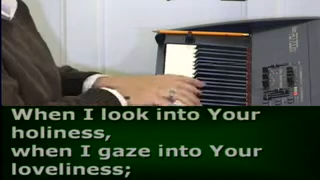 When I look into Your
holiness,
when I gaze into Your
loveliness;